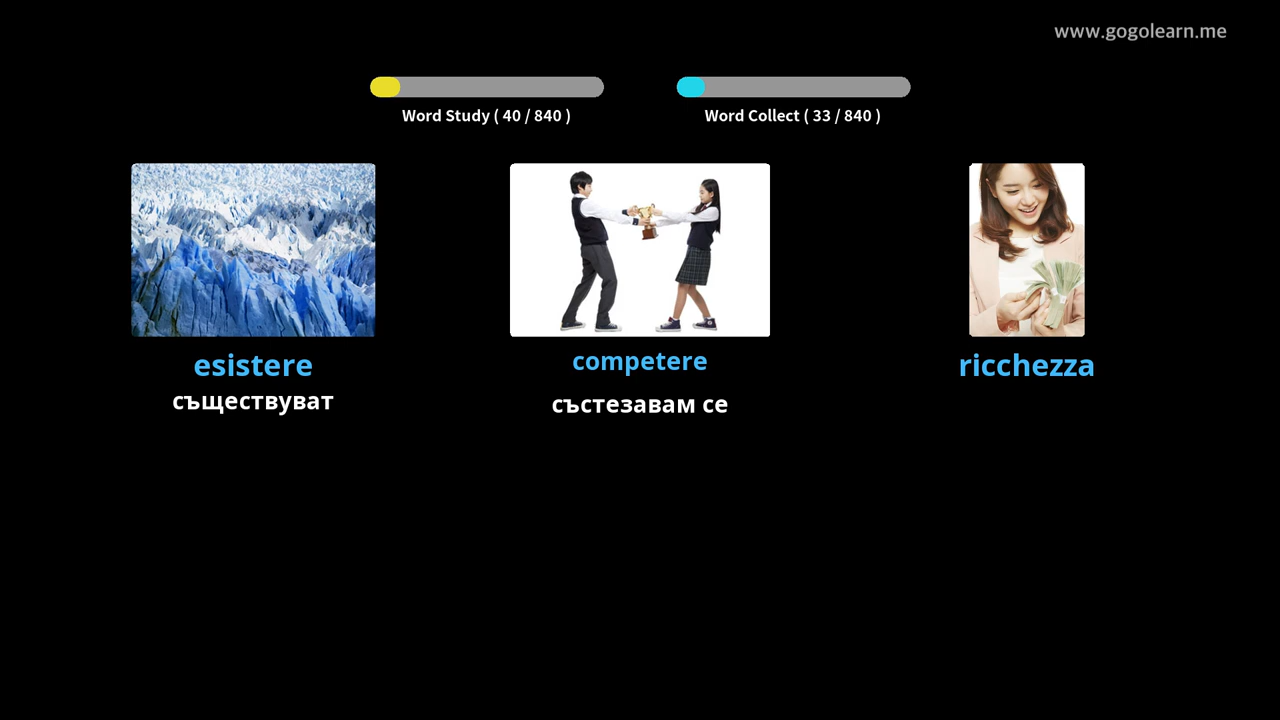 www.gogolearn.me
Word Study ( 40 / 840 )
Word Collect ( 33 / 840 )
esistere
съществуват
competere
състезавам се
ricchezza